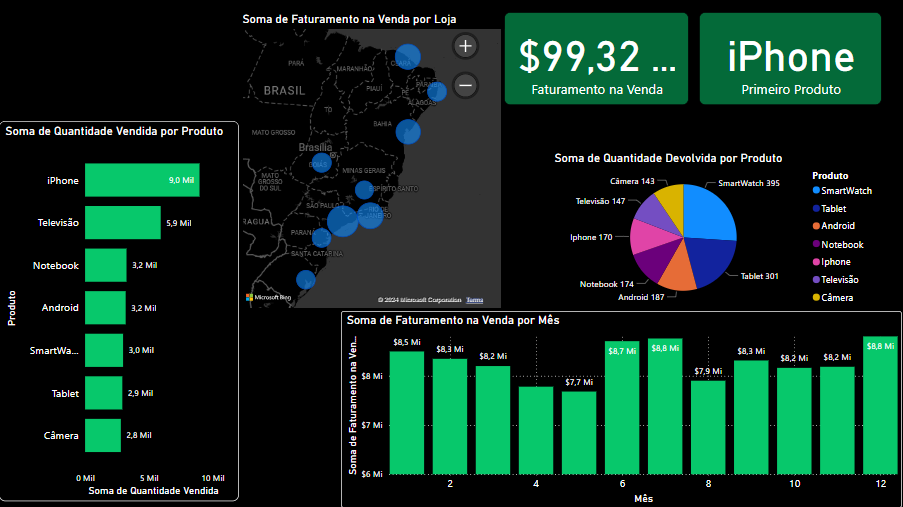 Soma de Faturamento na Venda por Loja
PARÁ
MARANHÃO
CEARÁ
BRASIL
PIAUÍ
PARAÍB
PE
ALAGOAS
TO
MATO GROSSO
BAHIA
Brasília
GOIÁS
MATO
GROSSO
DO SUL
MINAS GERAIS
ESPÍRITO SANTO
SÃO PAULO
RIO DE
JANEIRO
RAGUAI
PARANÁ
SANTA CATARINA
Microsoft Bing
© 2024 Microsoft Corporation Terms
$99,32 ...
Faturamento na Venda
iPhone
Primeiro Produto
Soma de Quantidade Vendida por Produto
Produto
iPhone 9,0 Mil
Televisão 5,9 Mil
Notebook 3,2 Mil
Android 3,2 Mil
SmartWa... 3,0 Mil
Tablet 2,9 Mil
Câmera 2,8 Mil
0 Mil 5 Mil 10 Mil
Soma de Quantidade Vendida
Soma de Quantidade Devolvida por Produto
Câmera 143
SmartWatch 395
Televisão 147
Iphone 170
Notebook 174
Android 187
Tablet 301
Produto
SmartWatch
Tablet
Android
Notebook
Iphone
Televisão
Câmera
Soma de Faturamento na Venda por Mês
Soma de Faturamento na Ven...
$8 Mi
$7 Mi
$6 Mi
$8,5 Mi
$8,3 Mi
$8,2 Mi
$7,7 Mi
$8,7 Mi
$8,8 Mi
$7,9 Mi
$8,3 Mi
$8,2 Mi
$8,2 Mi
$8,8 Mi
2 4 6 8 10 12
Mês